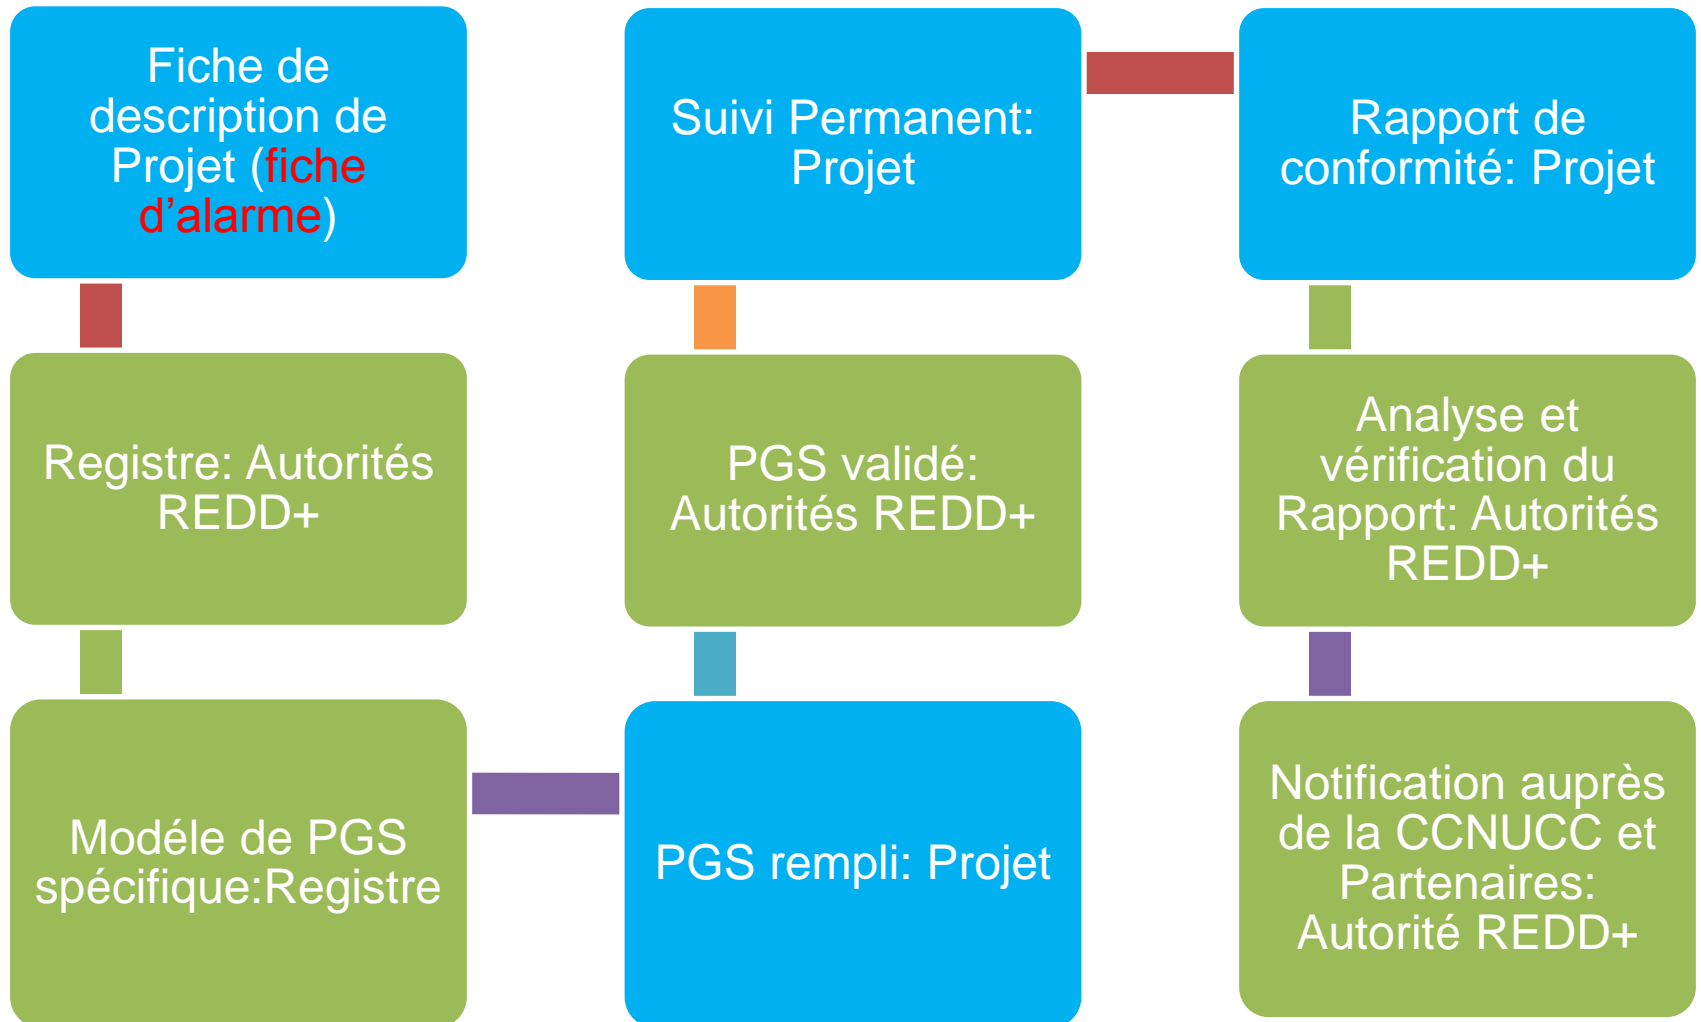 Fiche de
description de
Projet (fiche
d’alarme)
Registre: Autorités
REDD+
Modéle de PGS
spécifique:Registre
PGS rempli: Projet
PGS validé:
Autorités REDD+
Suivi Permanent:
Projet
Rapport de
conformité: Projet
Analyse et
vérification du
Rapport: Autorités
REDD+
Notification auprès
de la CCNUCC et
Partenaires:
Autorité REDD+